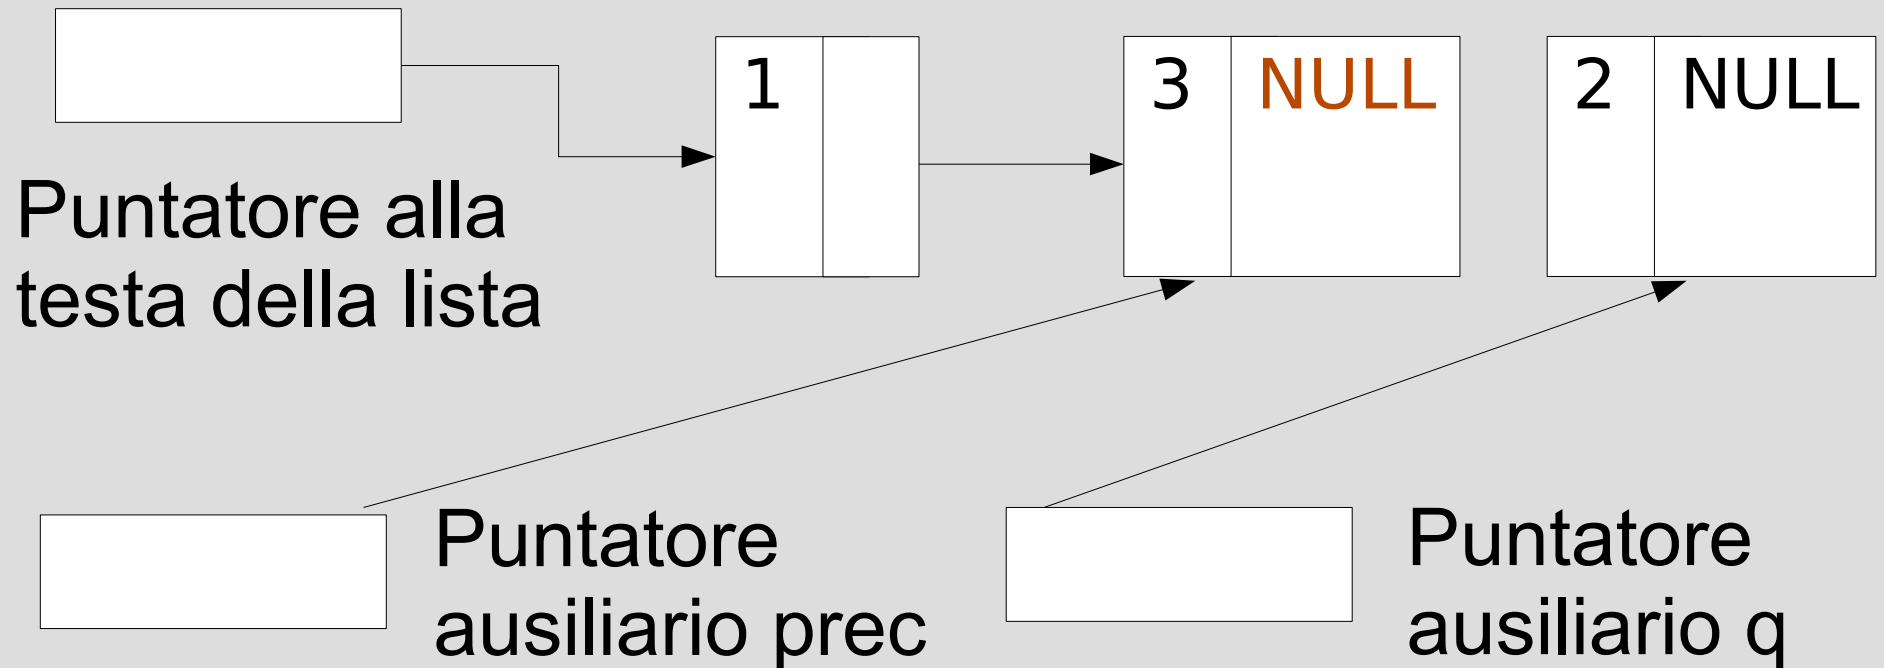 1
3 NULL
2 NULL
Puntatore alla
testa della lista
Puntatore
ausiliario prec
Puntatore
ausiliario q